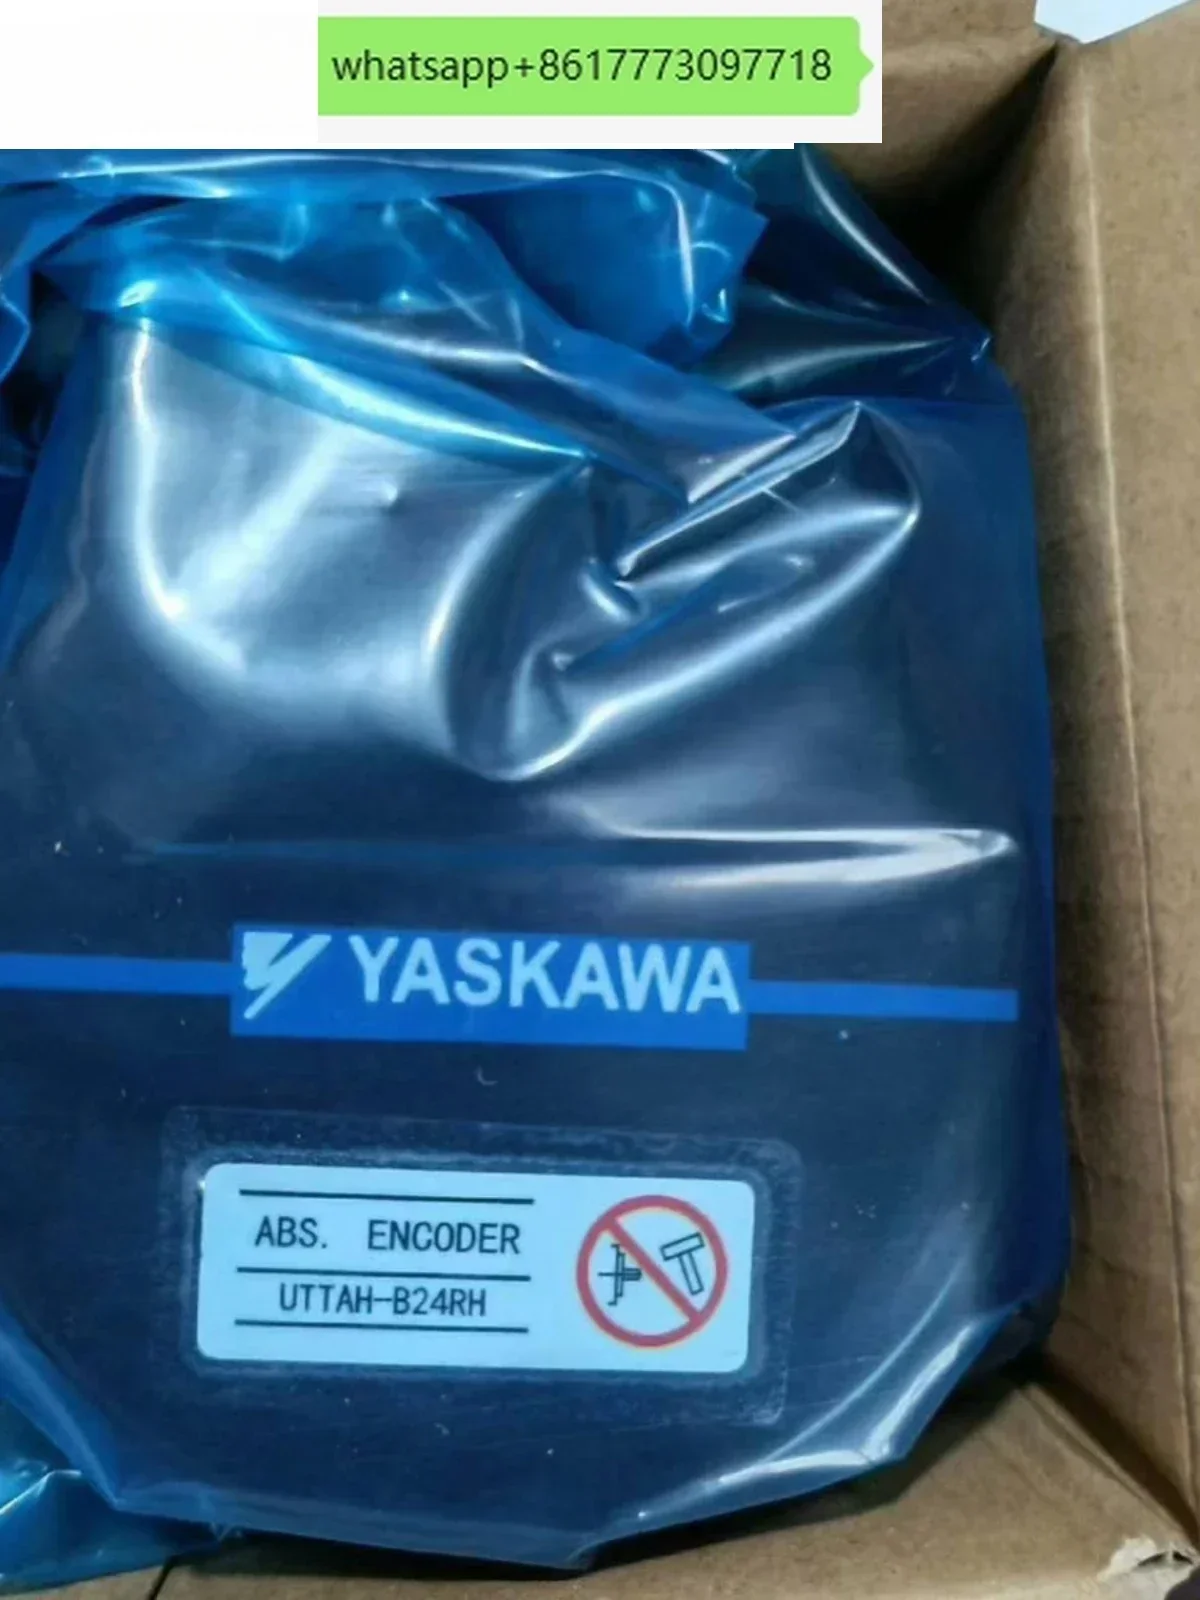 whatsapp+8617773097718
YASKAWA
ABS. ENCODER
UTTAH-B24RH